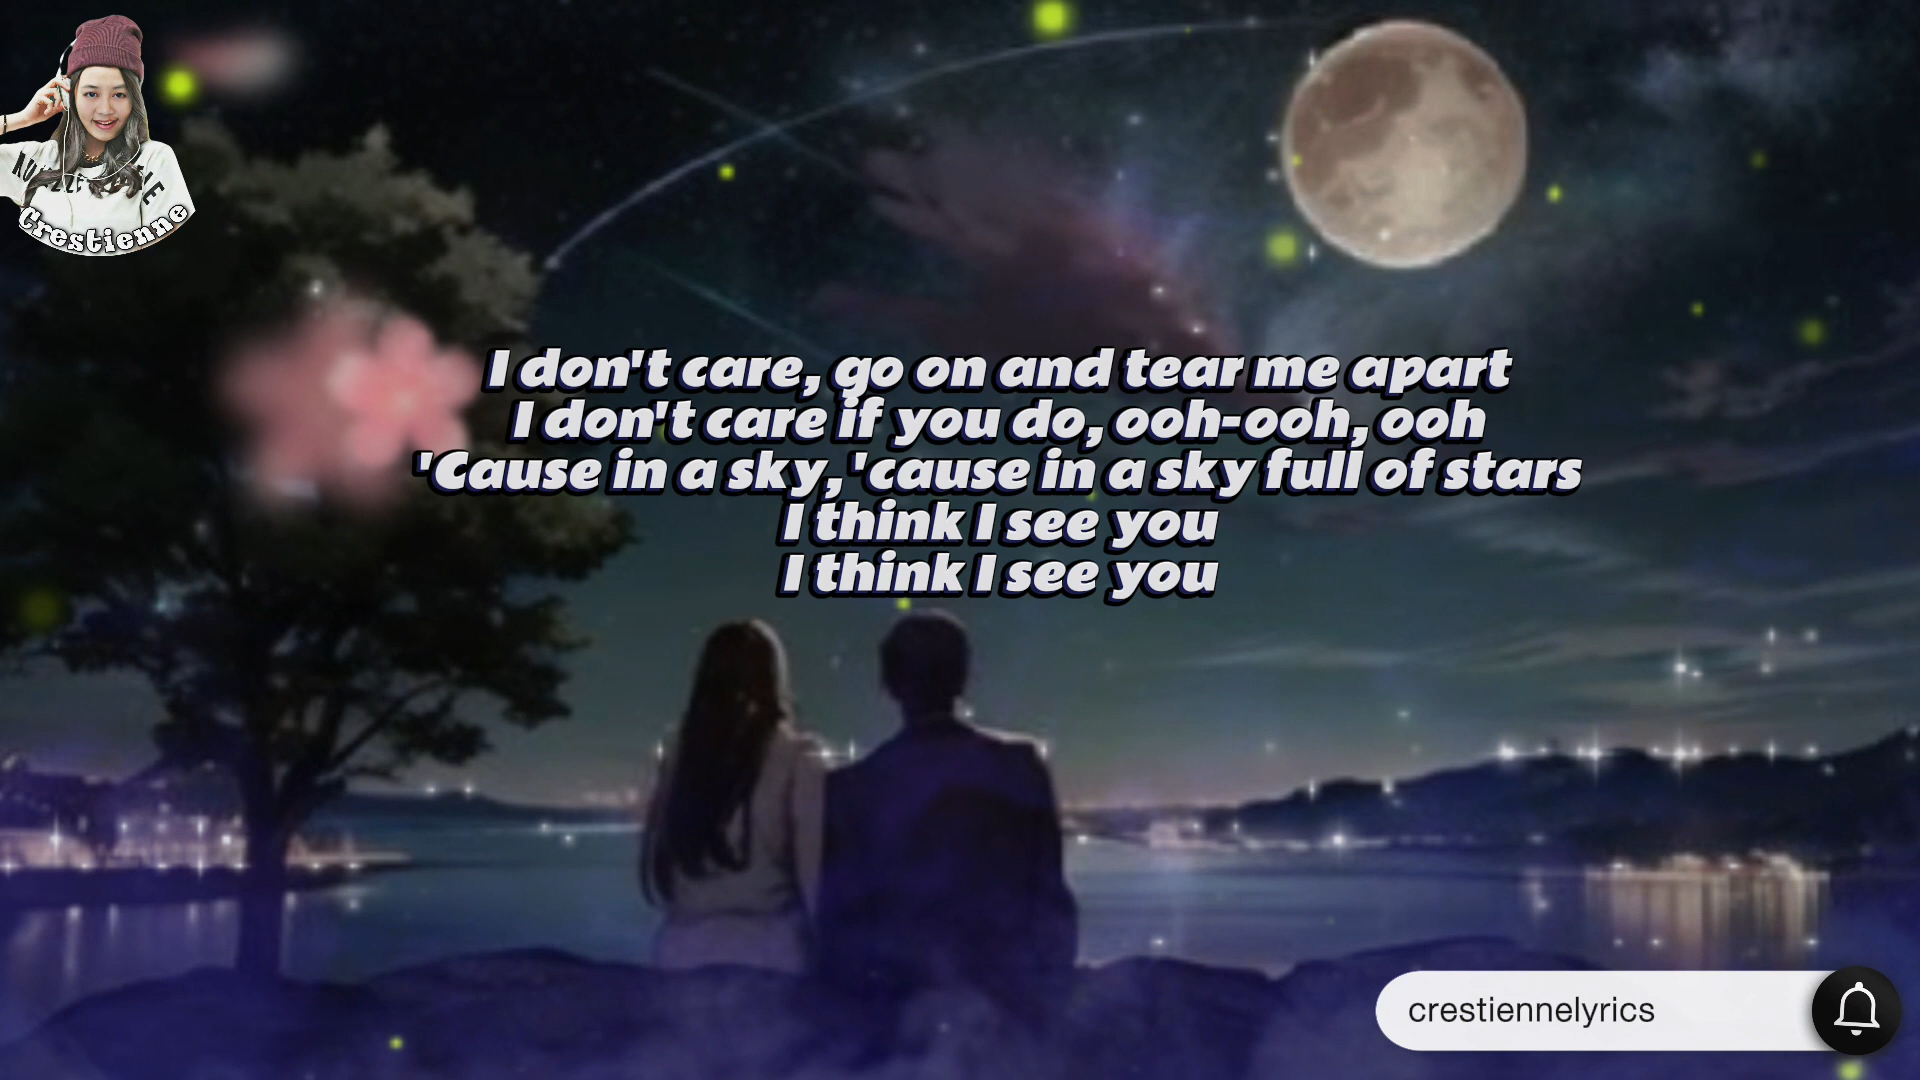 Crestienne
I don't care, go on and tear me apart
I don't care if you do, ooh-ooh, ooh
'Cause in a sky, 'cause in a sky full of stars
I think I see you
I think I see you
crestiennelyrics